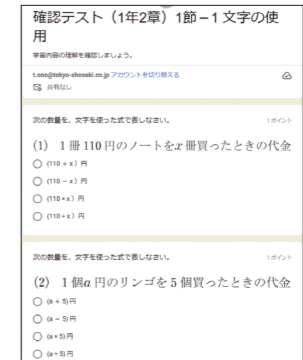 確認テスト（1年2章）1節－1 文字の使
用
学習内容の理解を確認しましょう。
t.ono@tokyo-shoseki.co.jp アカウントを切り替える
共有なし
次の数量を、文字を使った式で表しなさい。 1ポイント
(1) 1冊110円のノートをx冊買ったときの代金
(110 + x) 円
(110 − x) 円
(110×x) 円
(110÷x) 円
次の数量を、文字を使った式で表しなさい。 1ポイント
(2) 1個a円のリンゴを5個買ったときの代金
(a + 5) 円
(a − 5) 円
(a×5) 円
(a÷5) 円